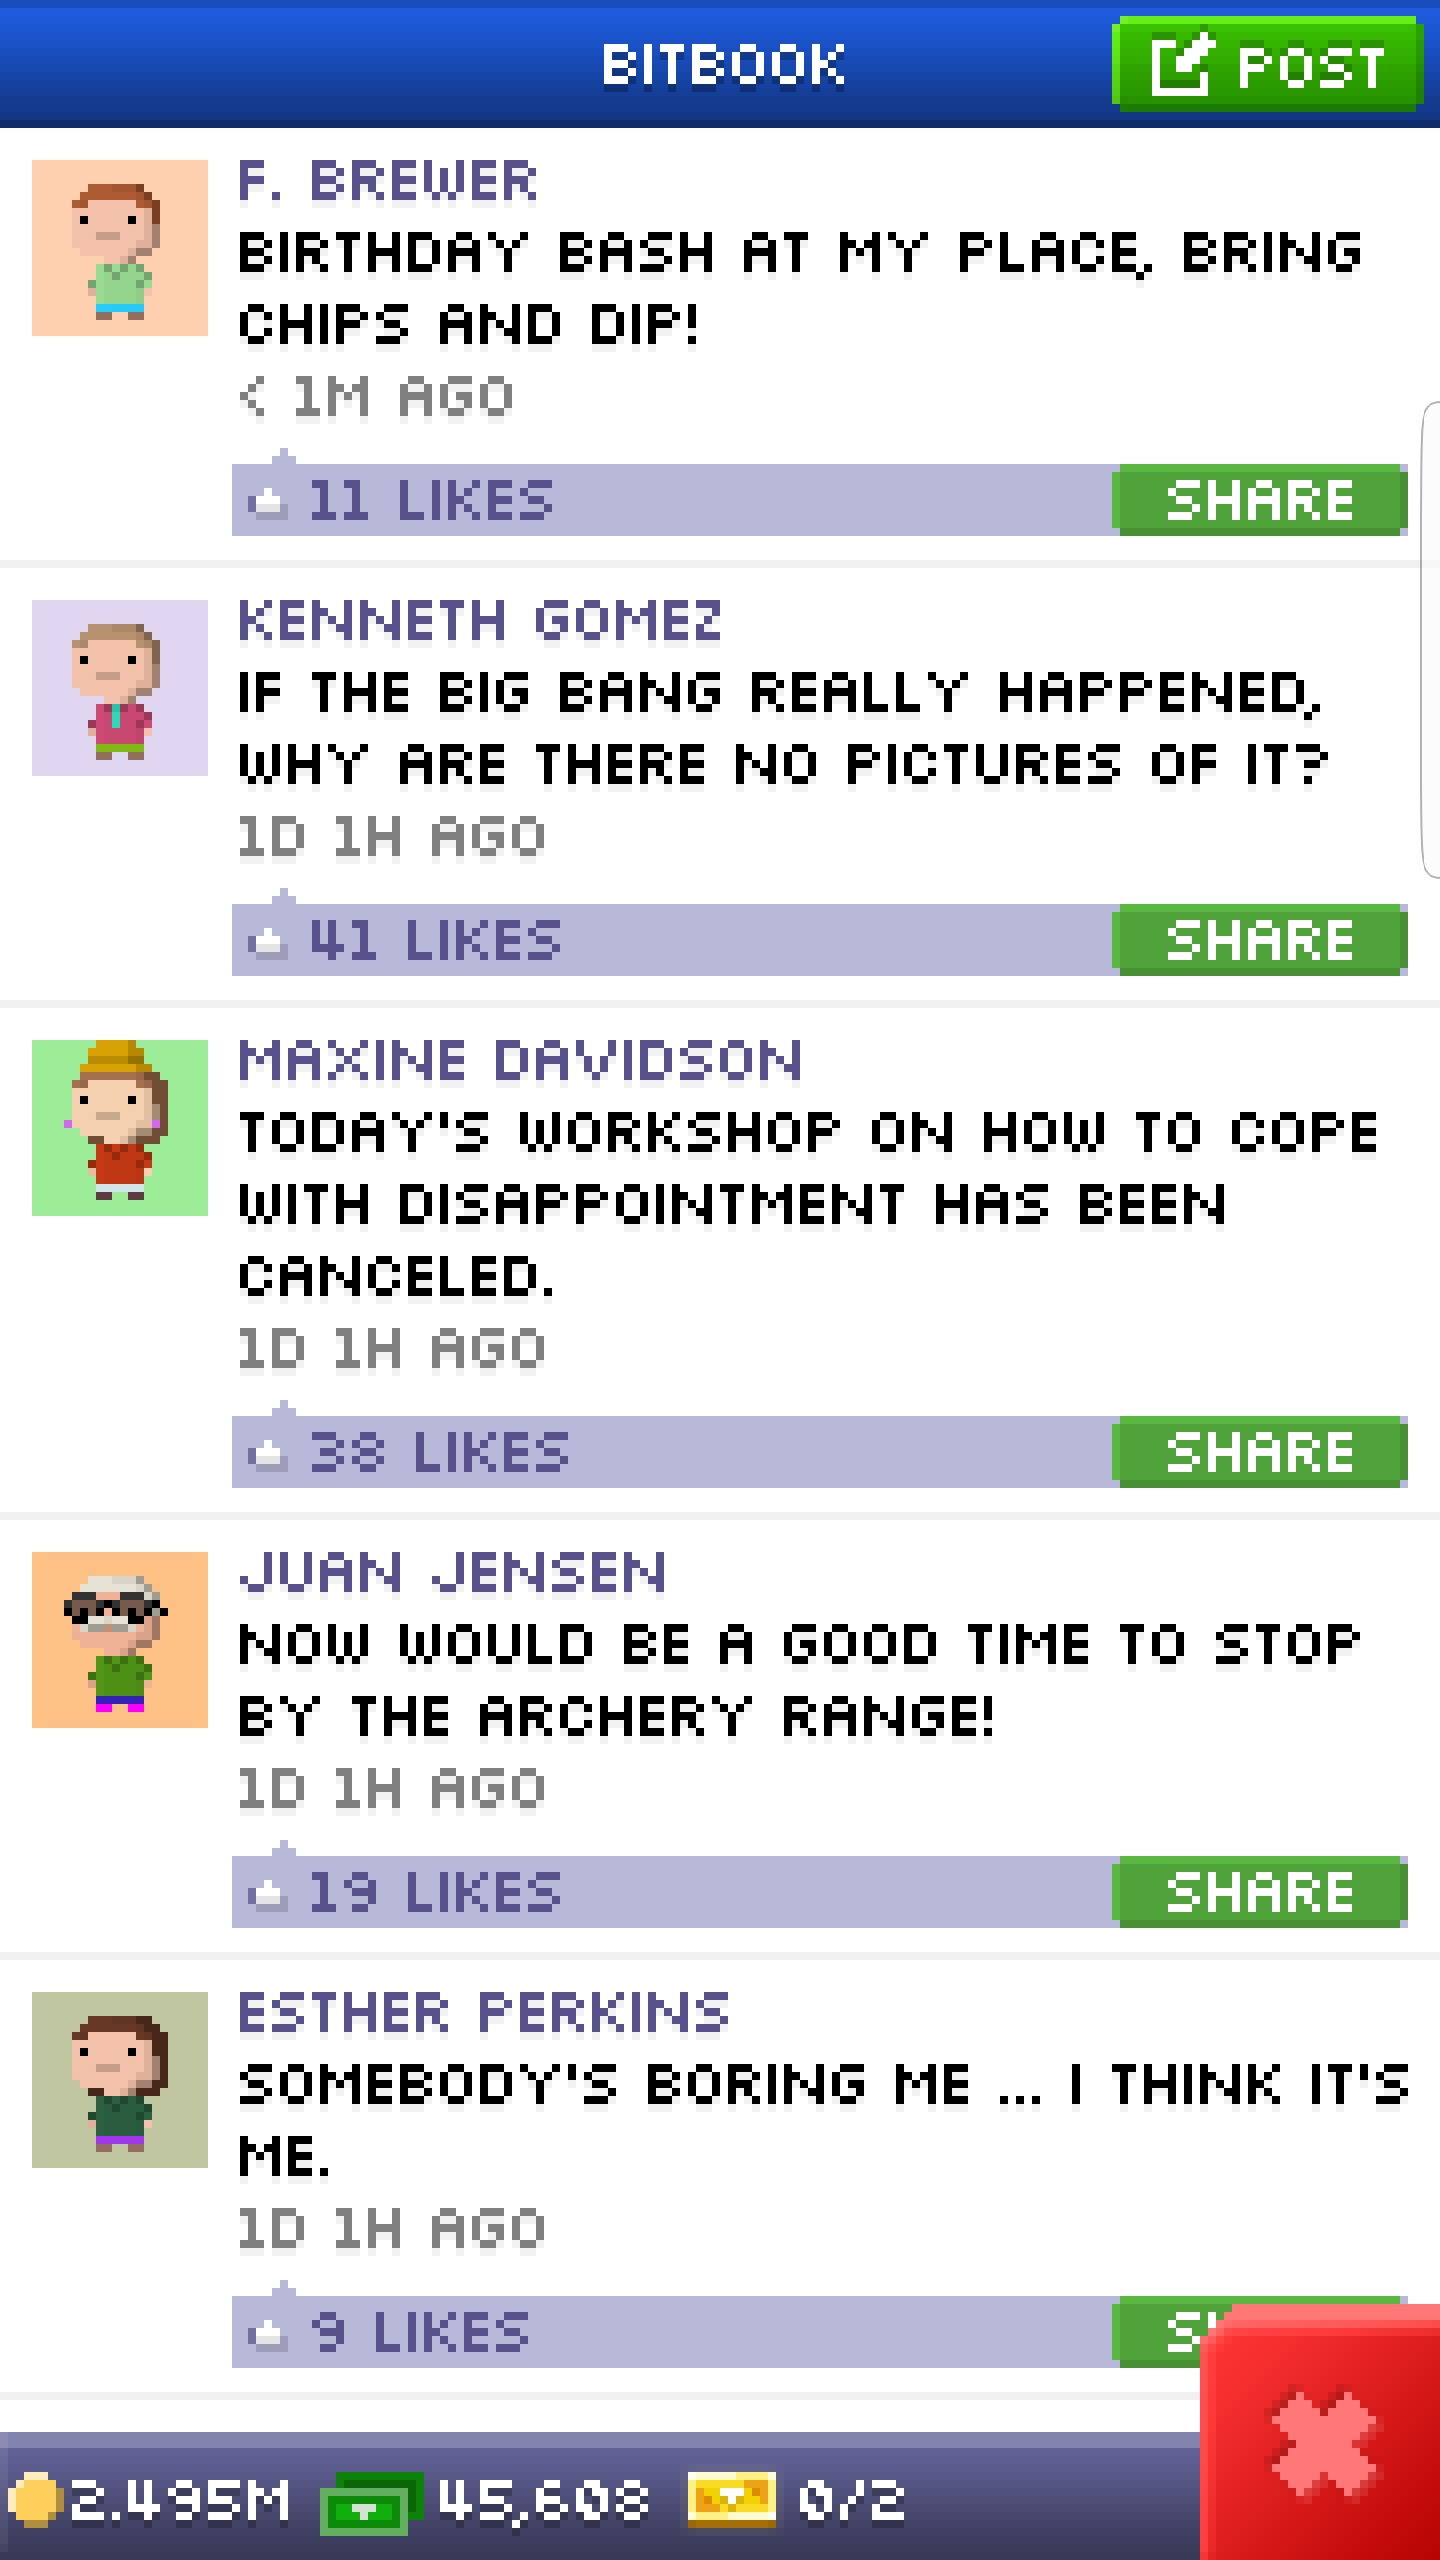 BITBOOK
POST
F. BREWER
BIRTHDAY BASH AT MY PLACE, BRING
CHIPS AND DIP!
< 1M AGO
11 LIKES
SHARE
KENNETH GOMEZ
IF THE BIG BANG REALLY HAPPENED,
WHY ARE THERE NO PICTURES OF IT?
1D 1H AGO
41 LIKES
SHARE
MAXINE DAVIDSON
TODAY'S WORKSHOP ON HOW TO COPE
WITH DISAPPOINTMENT HAS BEEN
CANCELED.
1D 1H AGO
38 LIKES
SHARE
JUAN JENSEN
NOW WOULD BE A GOOD TIME TO STOP
BY THE ARCHERY RANGE!
1D 1H AGO
19 LIKES
SHARE
ESTHER PERKINS
SOMEBODY'S BORING ME ... I THINK IT'S
ME.
1D 1H AGO
9 LIKES
2.495M 45,608 0/2